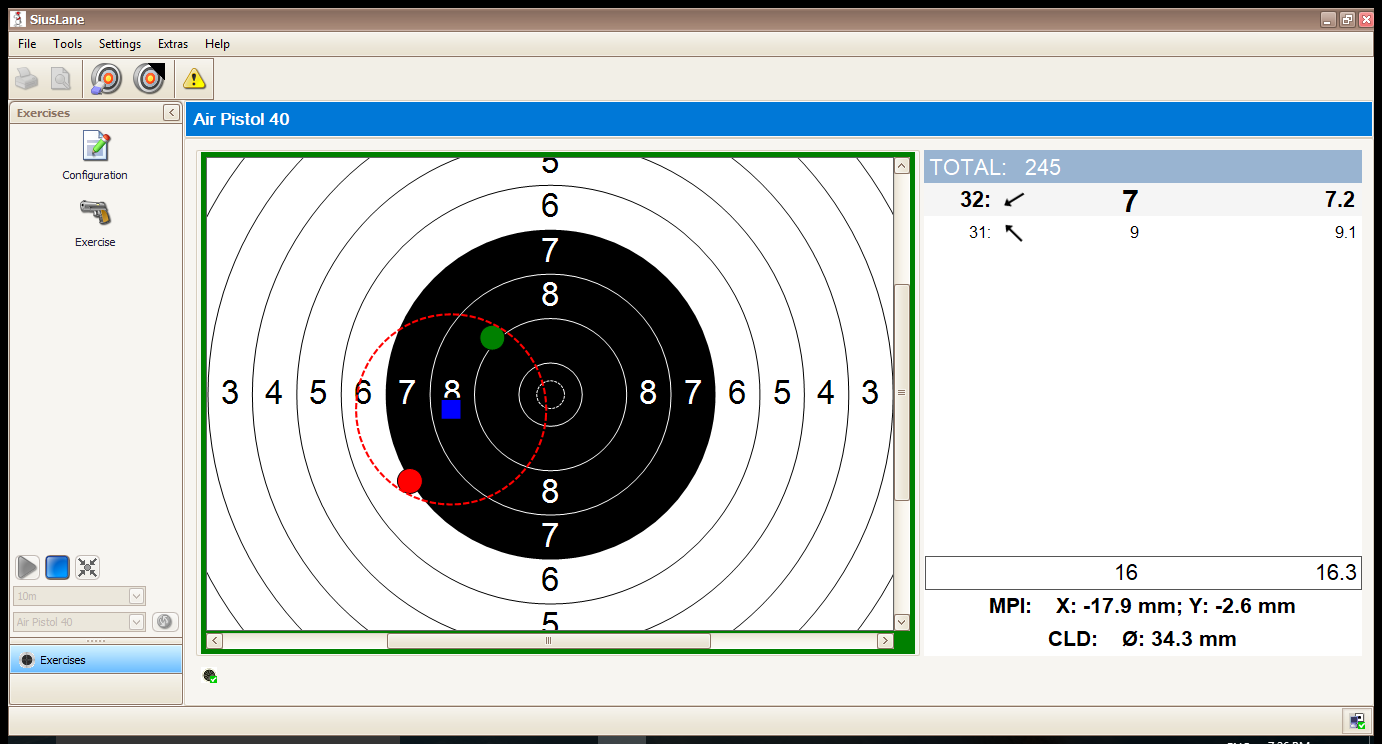 SiusLane
File Tools Settings Extras Help
Exercises
Air Pistol 40
Configuration
Exercise
10m
Air Pistol 40
Exercises
5
6
7
8
3 4 5 6 7 8 8 7 6 5 4 3
8
7
6
5
TOTAL: 245
32: 7 7.2
31: 9 9.1
16 16.3
MPI: X: -17.9 mm; Y: -2.6 mm
CLD: Ø: 34.3 mm